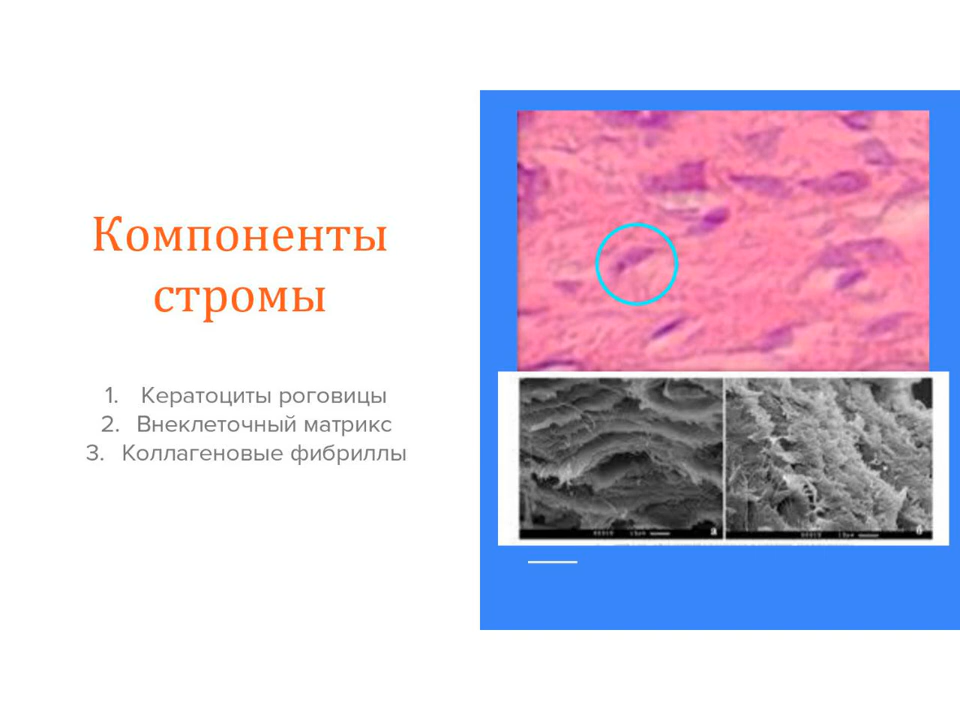 Компоненты
стромы
1. Кератоциты роговицы
2. Внеклеточный матрикс
3. Коллагеновые фибриллы
а
б